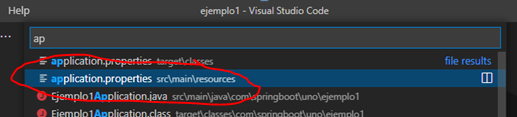 Help
ejemplo1 - Visual Studio Code
ap
application.properties target\classes file results
application.properties src\main\resources
Ejemplo1Application.java src\main\java\com\springboot\uno\ejemplo1
Ejemplo1Application.class target\classes\com\springboot\uno\ejemplo1